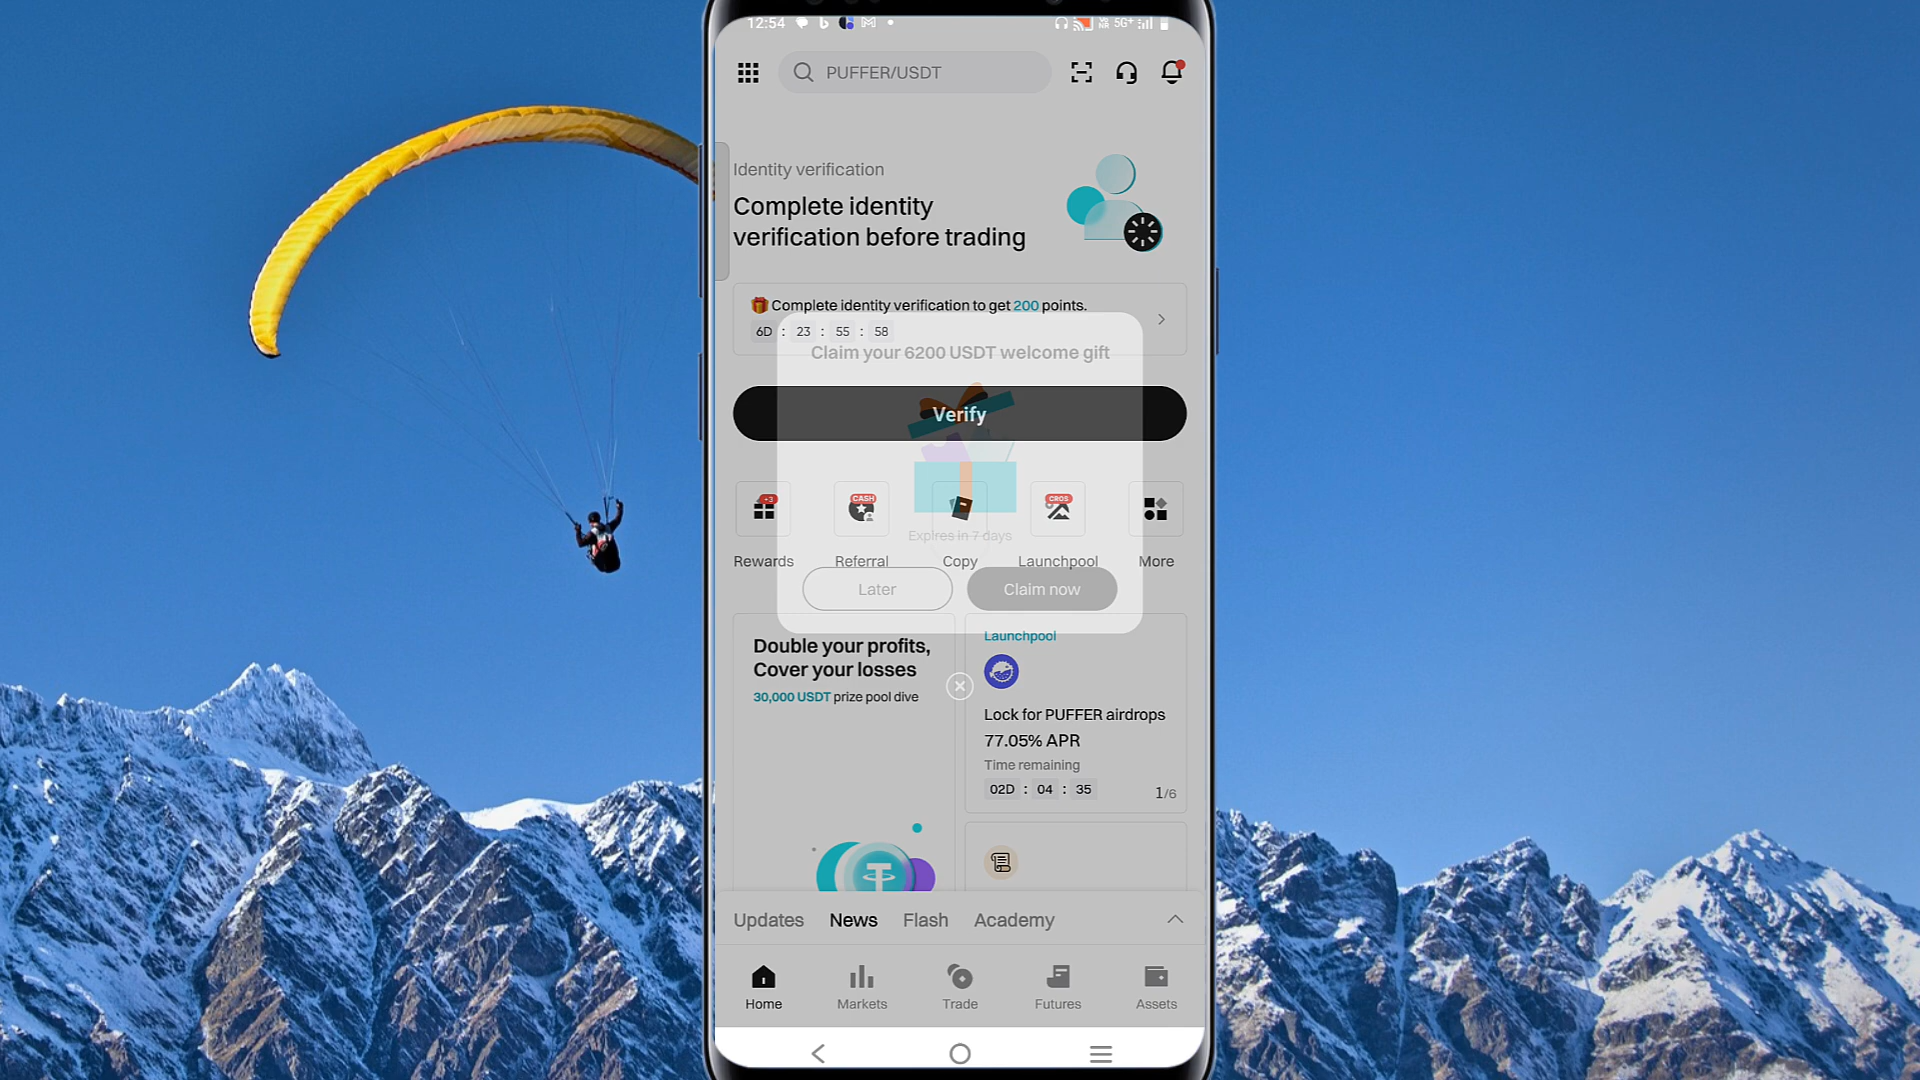 12:54
5G+
PUFFER/USDT
Identity verification
Complete identity
verification before trading
Complete identity verification to get 200 points.
6D : 23 : 55 : 58
Claim your 6200 USDT welcome gift
Verify
+3
CASH
CROS
Expires in 7 days
Rewards
Referral
Copy
Launchpool
More
Later
Claim now
Double your profits,
Cover your losses
30,000 USDT prize pool dive
Launchpool
Lock for PUFFER airdrops
77.05% APR
Time remaining
02D : 04 : 35
1/6
Updates
News
Flash
Academy
Home
Markets
Trade
Futures
Assets